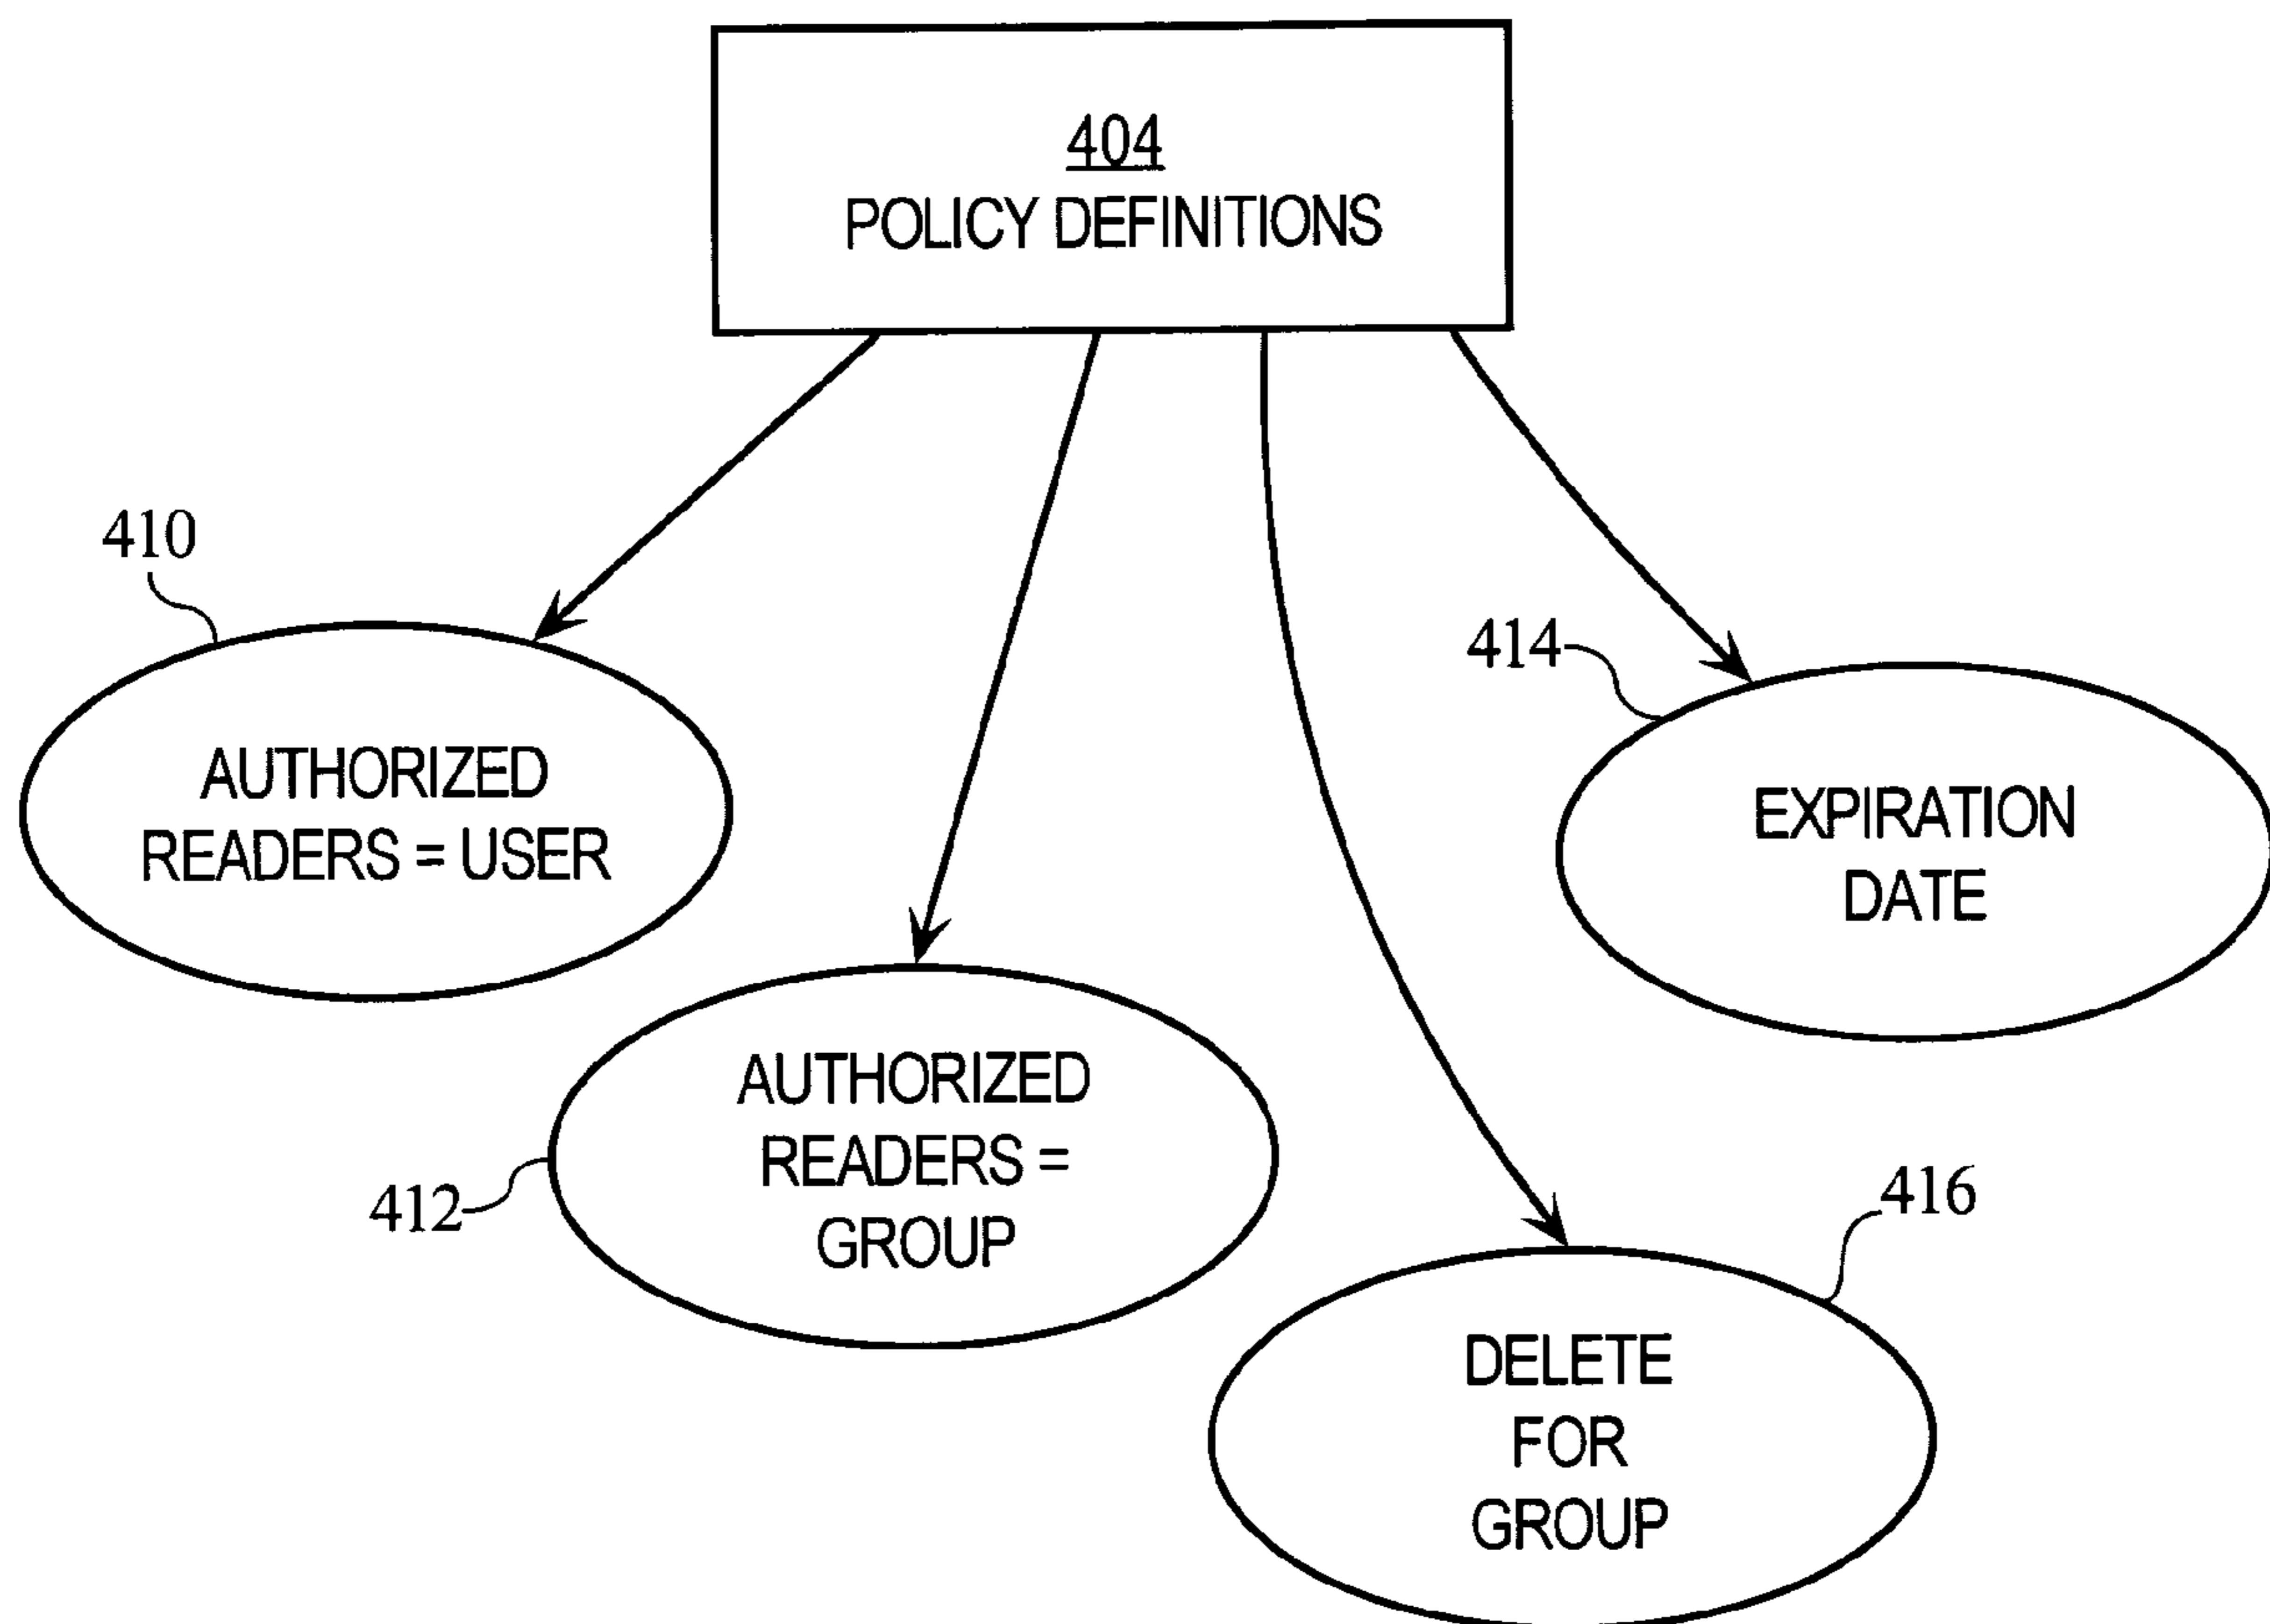 404
POLICY DEFINITIONS
410
AUTHORIZED
READERS = USER
414
EXPIRATION
DATE
412
AUTHORIZED
READERS =
GROUP
416
DELETE
FOR
GROUP